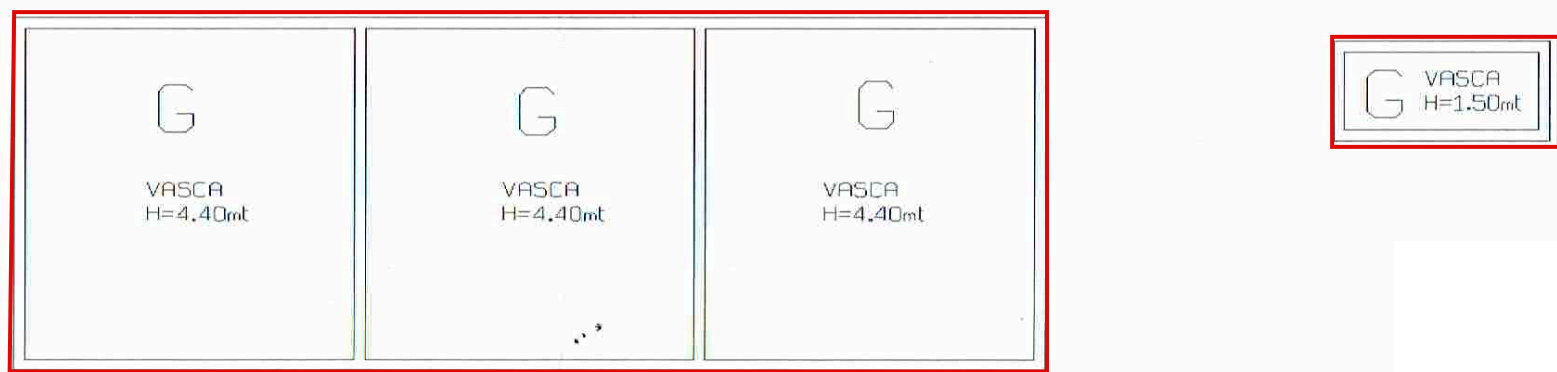 G
VASCA
H=4.40mt
G
VASCA
H=4.40mt
G
VASCA
H=4.40mt
G
VASCA
H=1.50mt